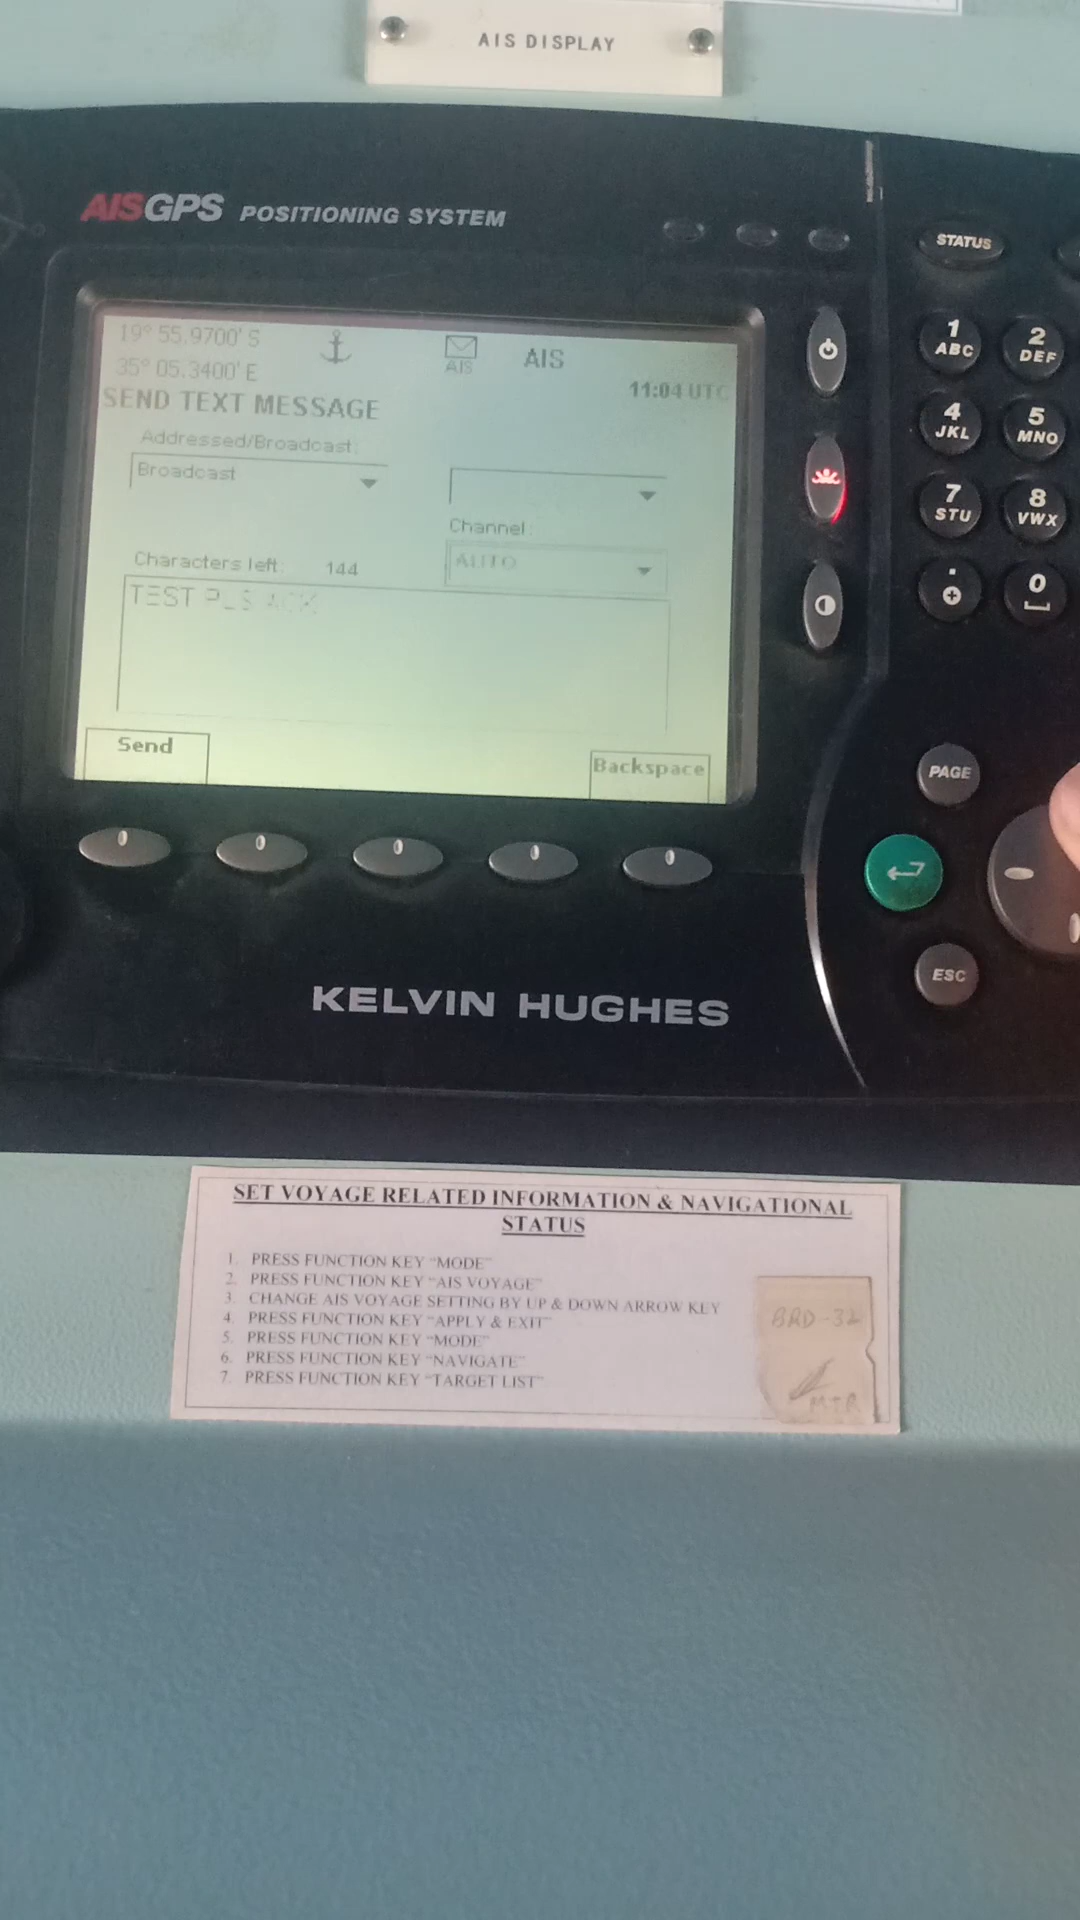 AIS DISPLAY
AISGPS POSITIONING SYSTEM
STATUS
19° 55.9700' S
35° 05.3400' E
AIS
AIS
11:04 UTC
SEND TEXT MESSAGE
Addressed/Broadcast:
Broadcast
Channel:
AUTO
Characters left: 144
TEST PLS ACK
Send
Backspace
1 ABC
2 DEF
4 JKL
5 MNO
7 STU
8 VWX
0
PAGE
ESC
KELVIN HUGHES
SET VOYAGE RELATED INFORMATION & NAVIGATIONAL
STATUS
1. PRESS FUNCTION KEY "MODE"
2. PRESS FUNCTION KEY "AIS VOYAGE"
3. CHANGE AIS VOYAGE SETTING BY UP & DOWN ARROW KEY
4. PRESS FUNCTION KEY "APPLY & EXIT"
5. PRESS FUNCTION KEY "MODE"
6. PRESS FUNCTION KEY "NAVIGATE"
7. PRESS FUNCTION KEY "TARGET LIST"